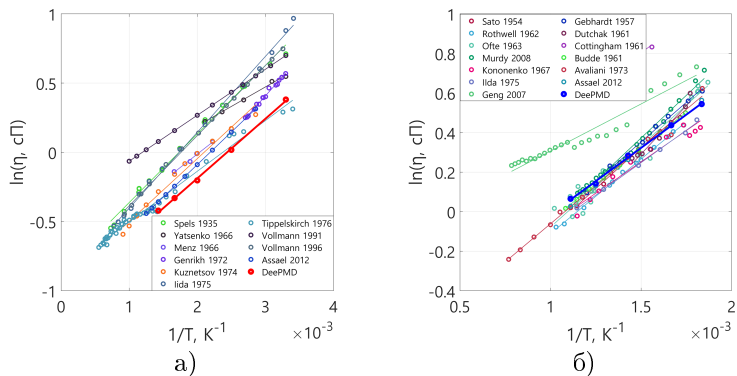 1
0.5
0
-0.5
-1
ln(η, сП)
Spels 1935
Yatsenko 1966
Menz 1966
Genrikh 1972
Kuznetsov 1974
Iida 1975
Tippelskirch 1976
Vollmann 1991
Vollmann 1996
Assael 2012
DeePMD
0 1 2 3 4
1/T, K⁻¹
×10⁻³
а)
1
0.8
0.6
0.4
0.2
0
-0.2
-0.4
ln(η, сП)
Sato 1954
Rothwell 1962
Ofte 1963
Murdy 2008
Kononenko 1967
IIda 1975
Geng 2007
Gebhardt 1957
Dutchak 1961
Cottingham 1961
Budde 1961
Avaliani 1973
Assael 2012
DeePMD
0.5 1 1.5 2
1/T, K⁻¹
×10⁻³
б)